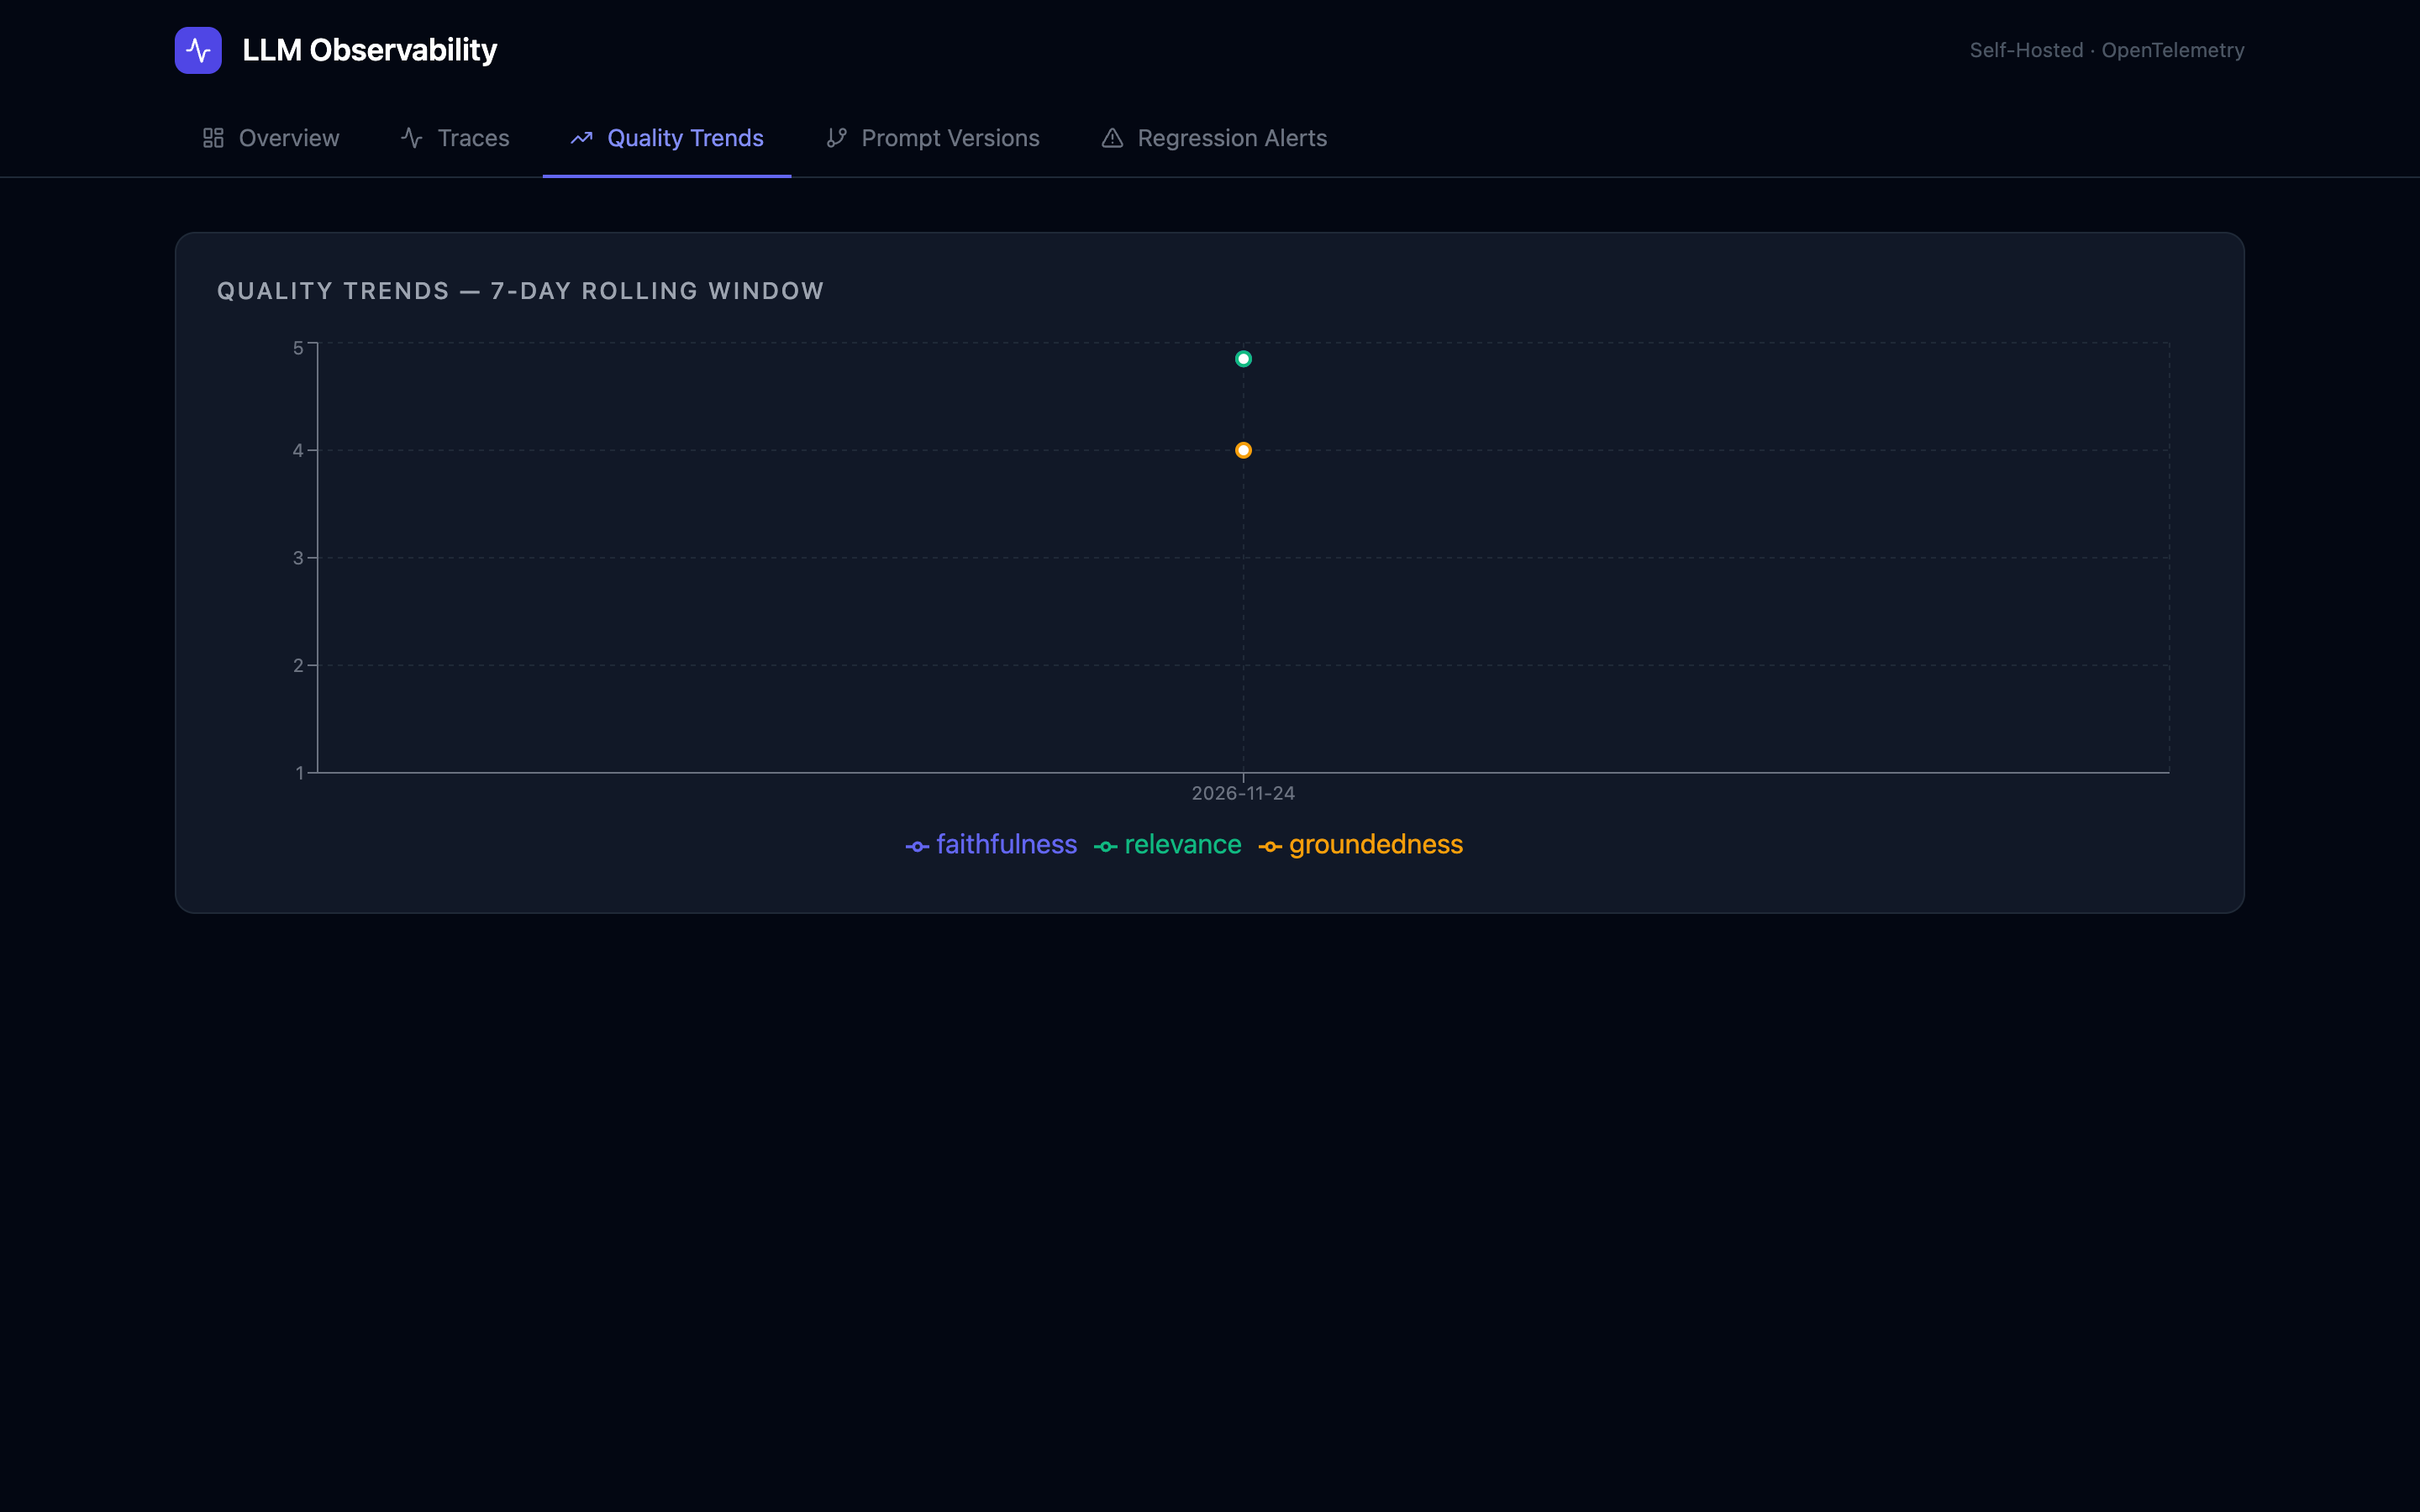 LLM Observability
Self-Hosted · OpenTelemetry
Overview
Traces
Quality Trends
Prompt Versions
Regression Alerts
QUALITY TRENDS — 7-DAY ROLLING WINDOW
5
4
3
2
1
2026-11-24
faithfulness
relevance
groundedness